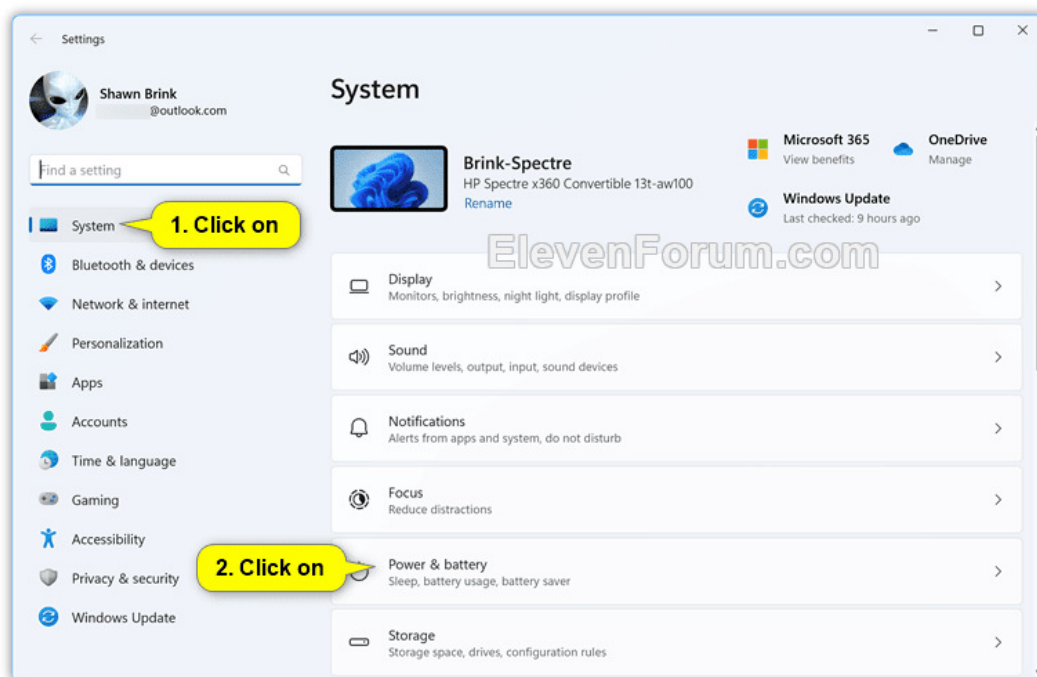 Settings
Shawn Brink
@outlook.com
Find a setting
System
1. Click on
Bluetooth & devices
Network & internet
Personalization
Apps
Accounts
Time & language
Gaming
Accessibility
Privacy & security
Windows Update
System
Brink-Spectre
HP Spectre x360 Convertible 13t-aw100
Rename
Microsoft 365
View benefits
OneDrive
Manage
Windows Update
Last checked: 9 hours ago
ElevenForum.com
Display
Monitors, brightness, night light, display profile
Sound
Volume levels, output, input, sound devices
Notifications
Alerts from apps and system, do not disturb
Focus
Reduce distractions
2. Click on
Power & battery
Sleep, battery usage, battery saver
Storage
Storage space, drives, configuration rules